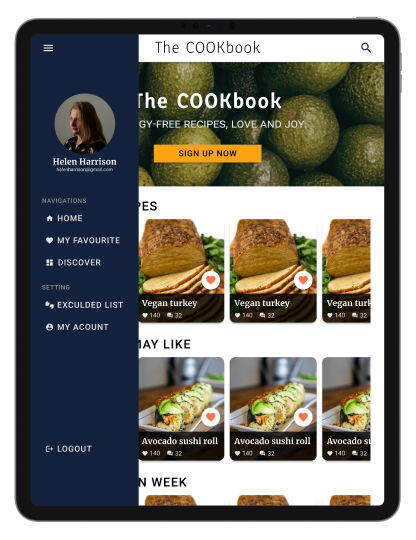 The COOKbook
The COOKbook
GY-FREE RECIPES, LOVE AND JOY.
SIGN UP NOW
Helen Harrison
helenharrison@gmail.com
NAVIGATIONS
HOME
MY FAVOURITE
DISCOVER
SETTING
EXCULDED LIST
MY ACOUNT
LOGOUT
PES
Vegan turkey
140 32
Vegan turkey
140 32
Vegan turk
140 32
MAY LIKE
Avocado sushi roll
140 32
Avocado sushi roll
140 32
Avocado su
140 32
N WEEK